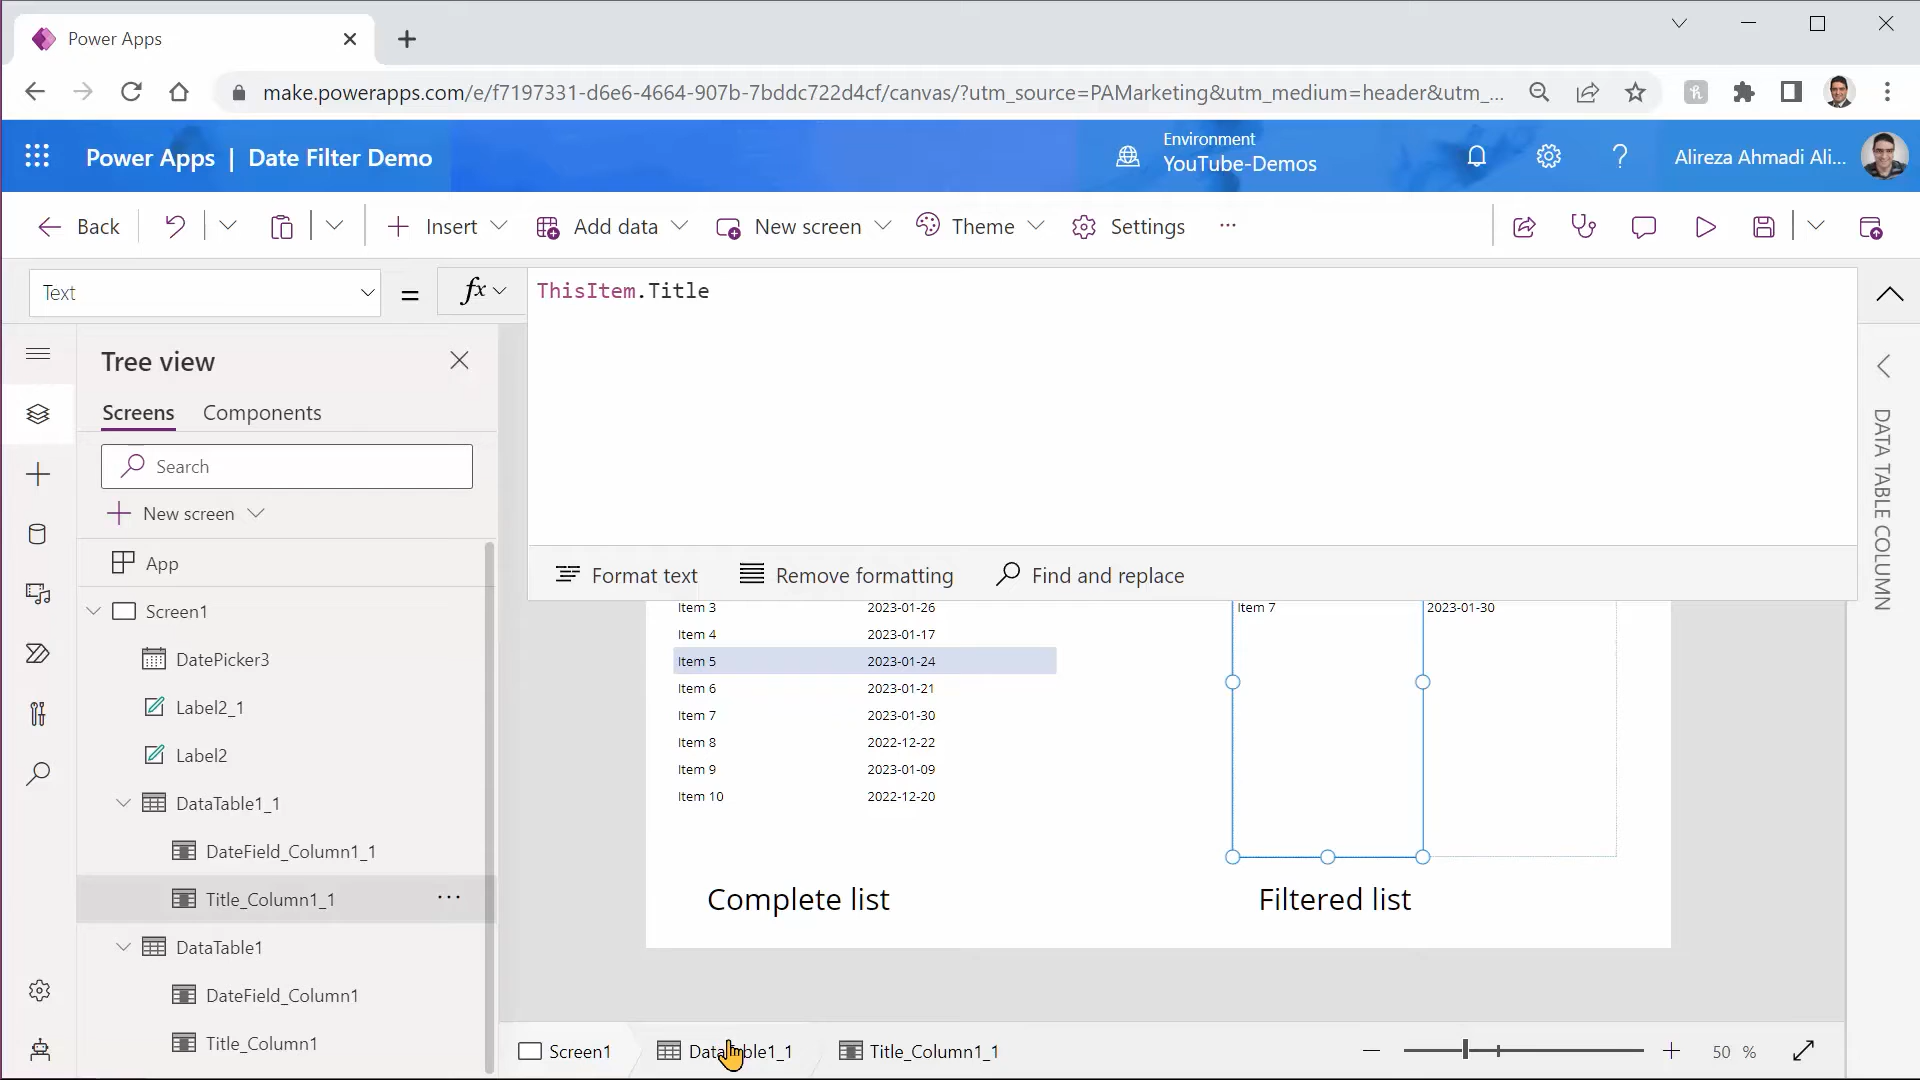 Power Apps
make.powerapps.com/e/f7197331-d6e6-4664-907b-7bddc722d4cf/canvas/?utm_source=PAMarketing&utm_medium=header&utm_...
Power Apps | Date Filter Demo
Environment
YouTube-Demos
Alireza Ahmadi Ali...
Back
Insert
Add data
New screen
Theme
Settings
Text
=
fx
ThisItem.Title
Tree view
Screens
Components
Search
New screen
App
Screen1
DatePicker3
Label2_1
Label2
DataTable1_1
DateField_Column1_1
Title_Column1_1
DataTable1
DateField_Column1
Title_Column1
Format text
Remove formatting
Find and replace
Item 3 2023-01-26
Item 4 2023-01-17
Item 5 2023-01-24
Item 6 2023-01-21
Item 7 2023-01-30
Item 8 2022-12-22
Item 9 2023-01-09
Item 10 2022-12-20
Item 7 2023-01-30
Complete list
Filtered list
DATA TABLE COLUMN
Screen1
DataTable1_1
Title_Column1_1
50 %